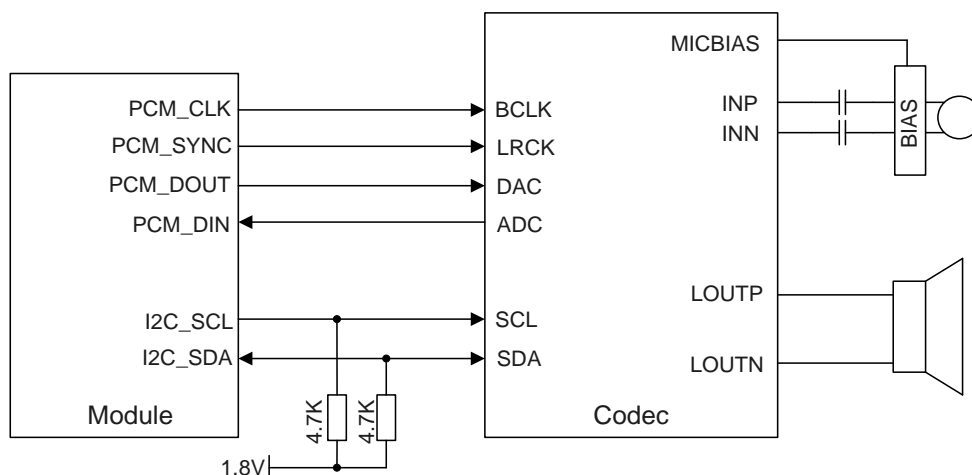 MICBIAS
PCM_CLK
BCLK
INP
PCM_SYNC
LRCK
INN
BIAS
PCM_DOUT
DAC
PCM_DIN
ADC
LOUTP
I2C_SCL
SCL
I2C_SDA
SDA
LOUTN
4.7K
4.7K
Module
Codec
1.8V